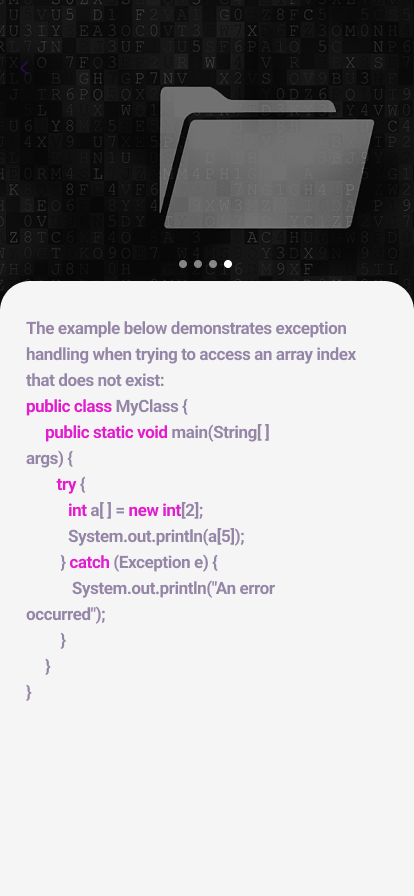 The example below demonstrates exception
handling when trying to access an array index
that does not exist:
public class MyClass {
public static void main(String[ ]
args) {
try {
int a[ ] = new int[2];
System.out.println(a[5]);
} catch (Exception e) {
System.out.println("An error
occurred");
}
}
}